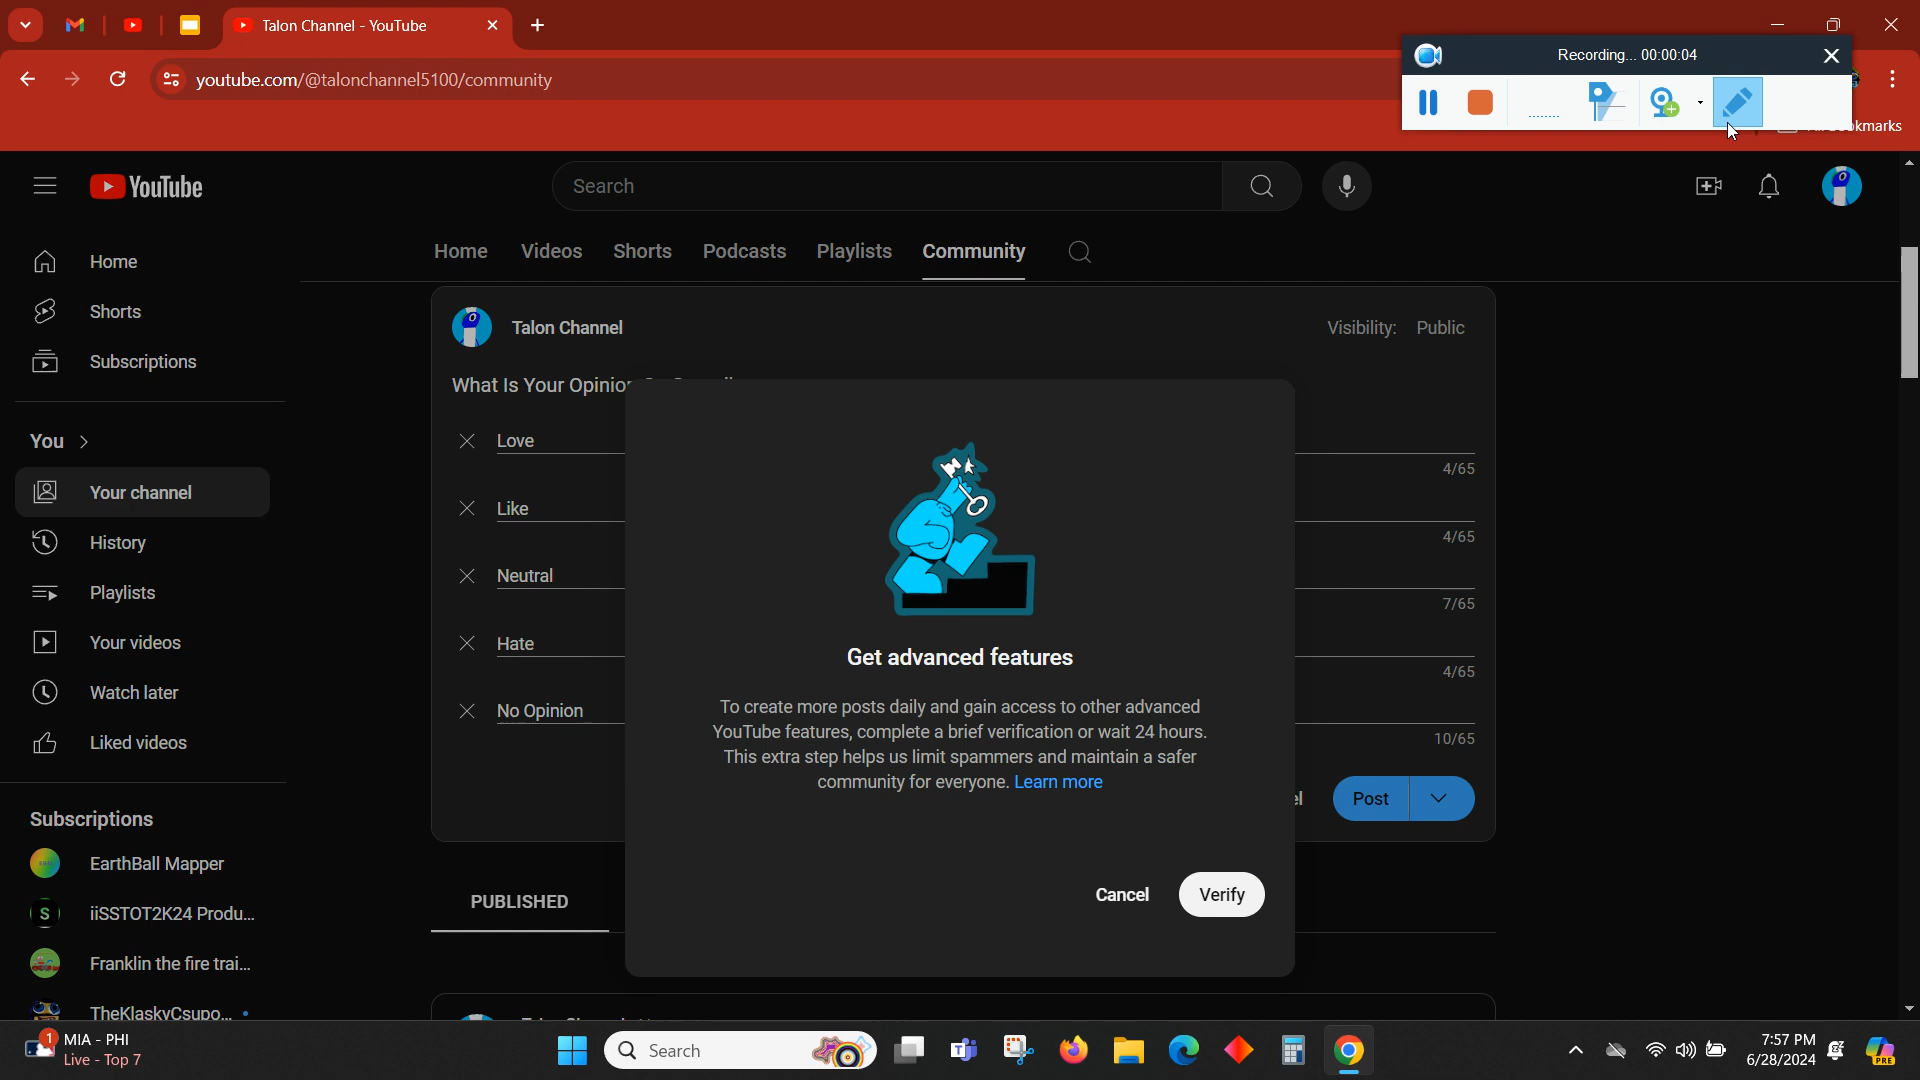 Talon Channel - YouTube
Recording... 00:00:04
youtube.com/@talonchannel5100/community
YouTube
Search
Home
Shorts
Subscriptions
You
Your channel
History
Playlists
Your videos
Watch later
Liked videos
Subscriptions
EarthBall Mapper
S iiSSTOT2K24 Produ...
Franklin the fire trai...
TheKlaskyCsupo...
Home Videos Shorts Podcasts Playlists Community
Talon Channel
Visibility: Public
What Is Your Opinion
Love
4/65
Like
4/65
Neutral
7/65
Hate
4/65
No Opinion
10/65
Post
PUBLISHED
Get advanced features
To create more posts daily and gain access to other advanced
YouTube features, complete a brief verification or wait 24 hours.
This extra step helps us limit spammers and maintain a safer
community for everyone. Learn more
Cancel Verify
1
MIA - PHI
Live - Top 7
Search
7:57 PM
6/28/2024
PRE